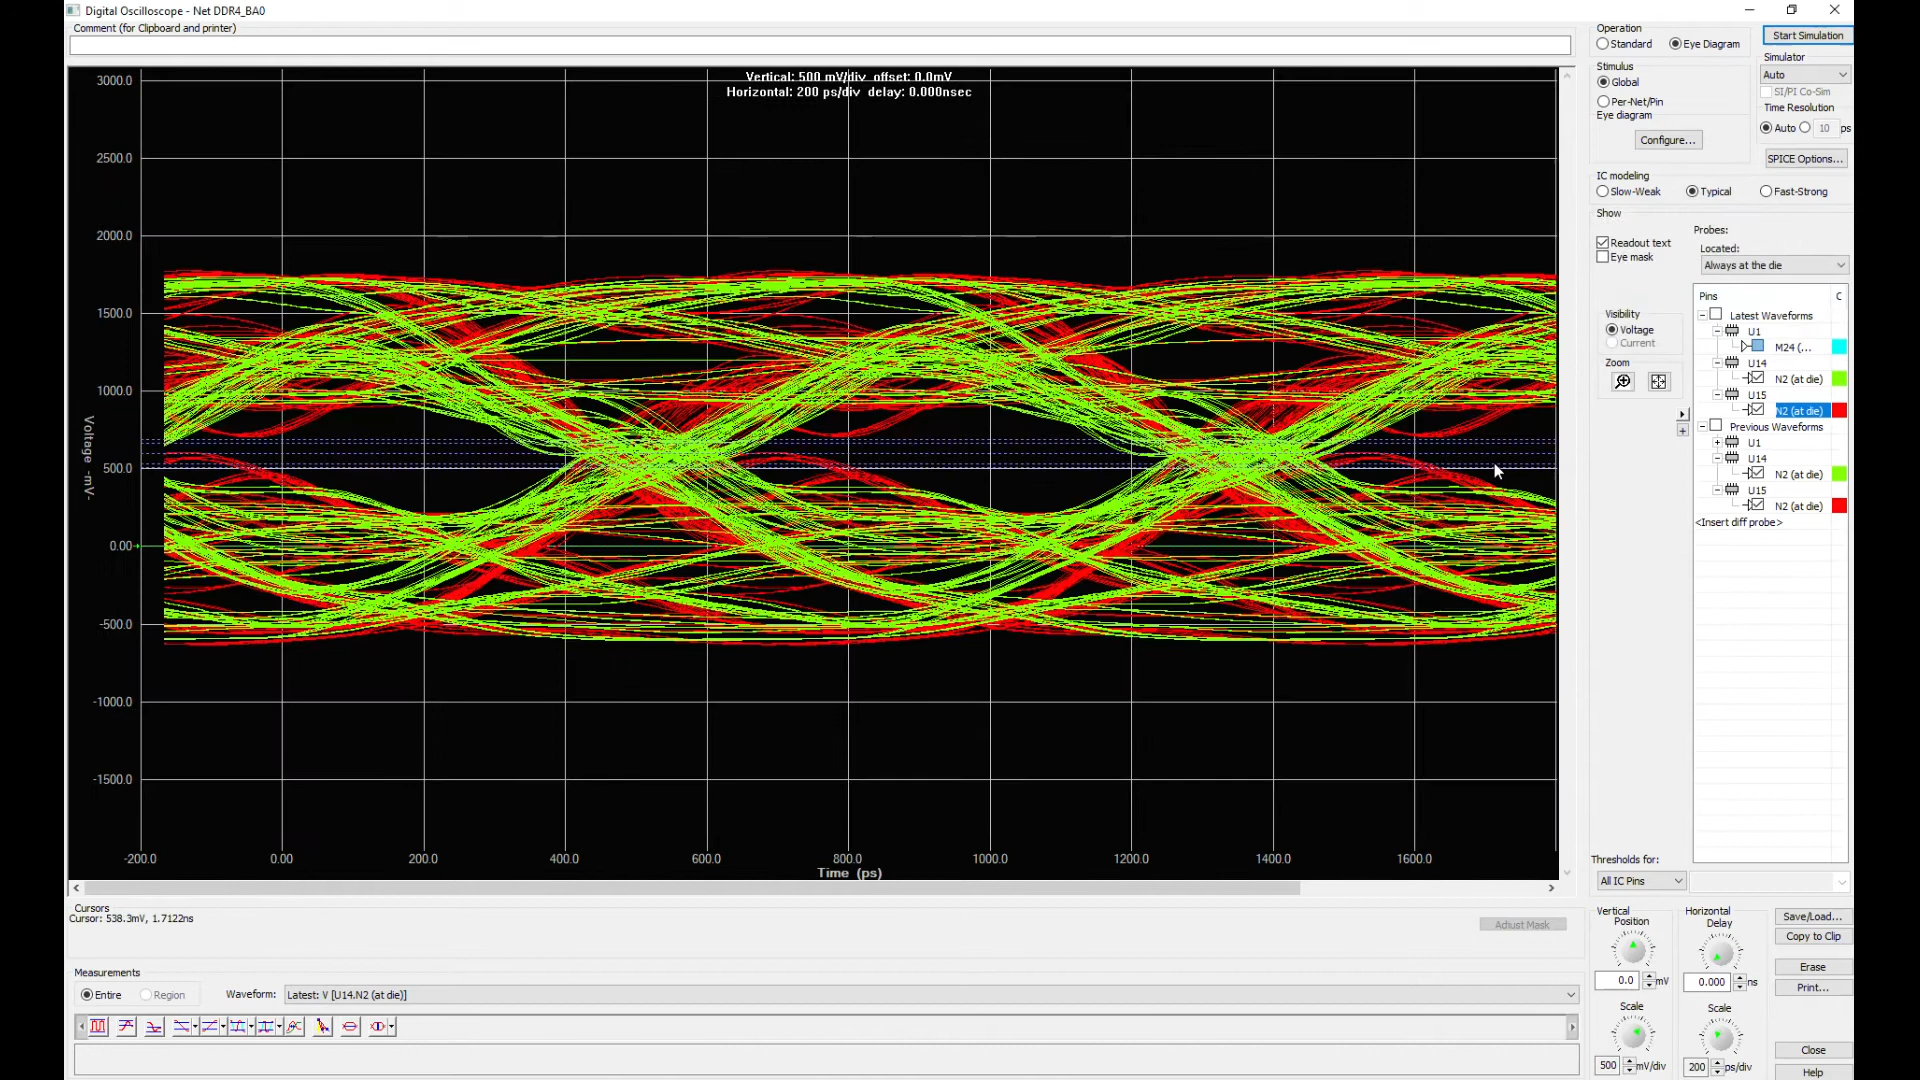 Digital Oscilloscope - Net DDR4_BA0
Comment (for Clipboard and printer)
Vertical: 500 mV/div offset: 0.0mV
Horizontal: 200 ps/div delay: 0.000nsec
3000.0
2500.0
2000.0
1500.0
1000.0
500.0
0.00
-500.0
-1000.0
-1500.0
Voltage -mV-
-200.0
0.00
200.0
400.0
600.0
800.0
1000.0
1200.0
1400.0
1600.0
Time (ps)
Operation
Standard
Eye Diagram
Start Simulation
Stimulus
Global
Per-Net/Pin
Eye diagram
Configure...
Simulator
Auto
SI/PI Co-Sim
Time Resolution
Auto
10
ps
SPICE Options...
IC modeling
Slow-Weak
Typical
Fast-Strong
Show
Readout text
Eye mask
Visibility
Voltage
Current
Zoom
Probes:
Located:
Always at the die
Pins
C
Latest Waveforms
U1
M24 (...
U14
N2 (at die)
U15
N2 (at die)
Previous Waveforms
U1
U14
N2 (at die)
U15
N2 (at die)
<Insert diff probe>
Thresholds for:
All IC Pins
Cursors
Cursor: 538.3mV, 1.7122ns
Adjust Mask
Measurements
Entire
Region
Waveform:
Latest: V [U14.N2 (at die)]
Vertical
Position
0.0
mV
Scale
500
mV/div
Horizontal
Delay
0.000
ns
Scale
200
ps/div
Save/Load...
Copy to Clip
Erase
Print...
Close
Help